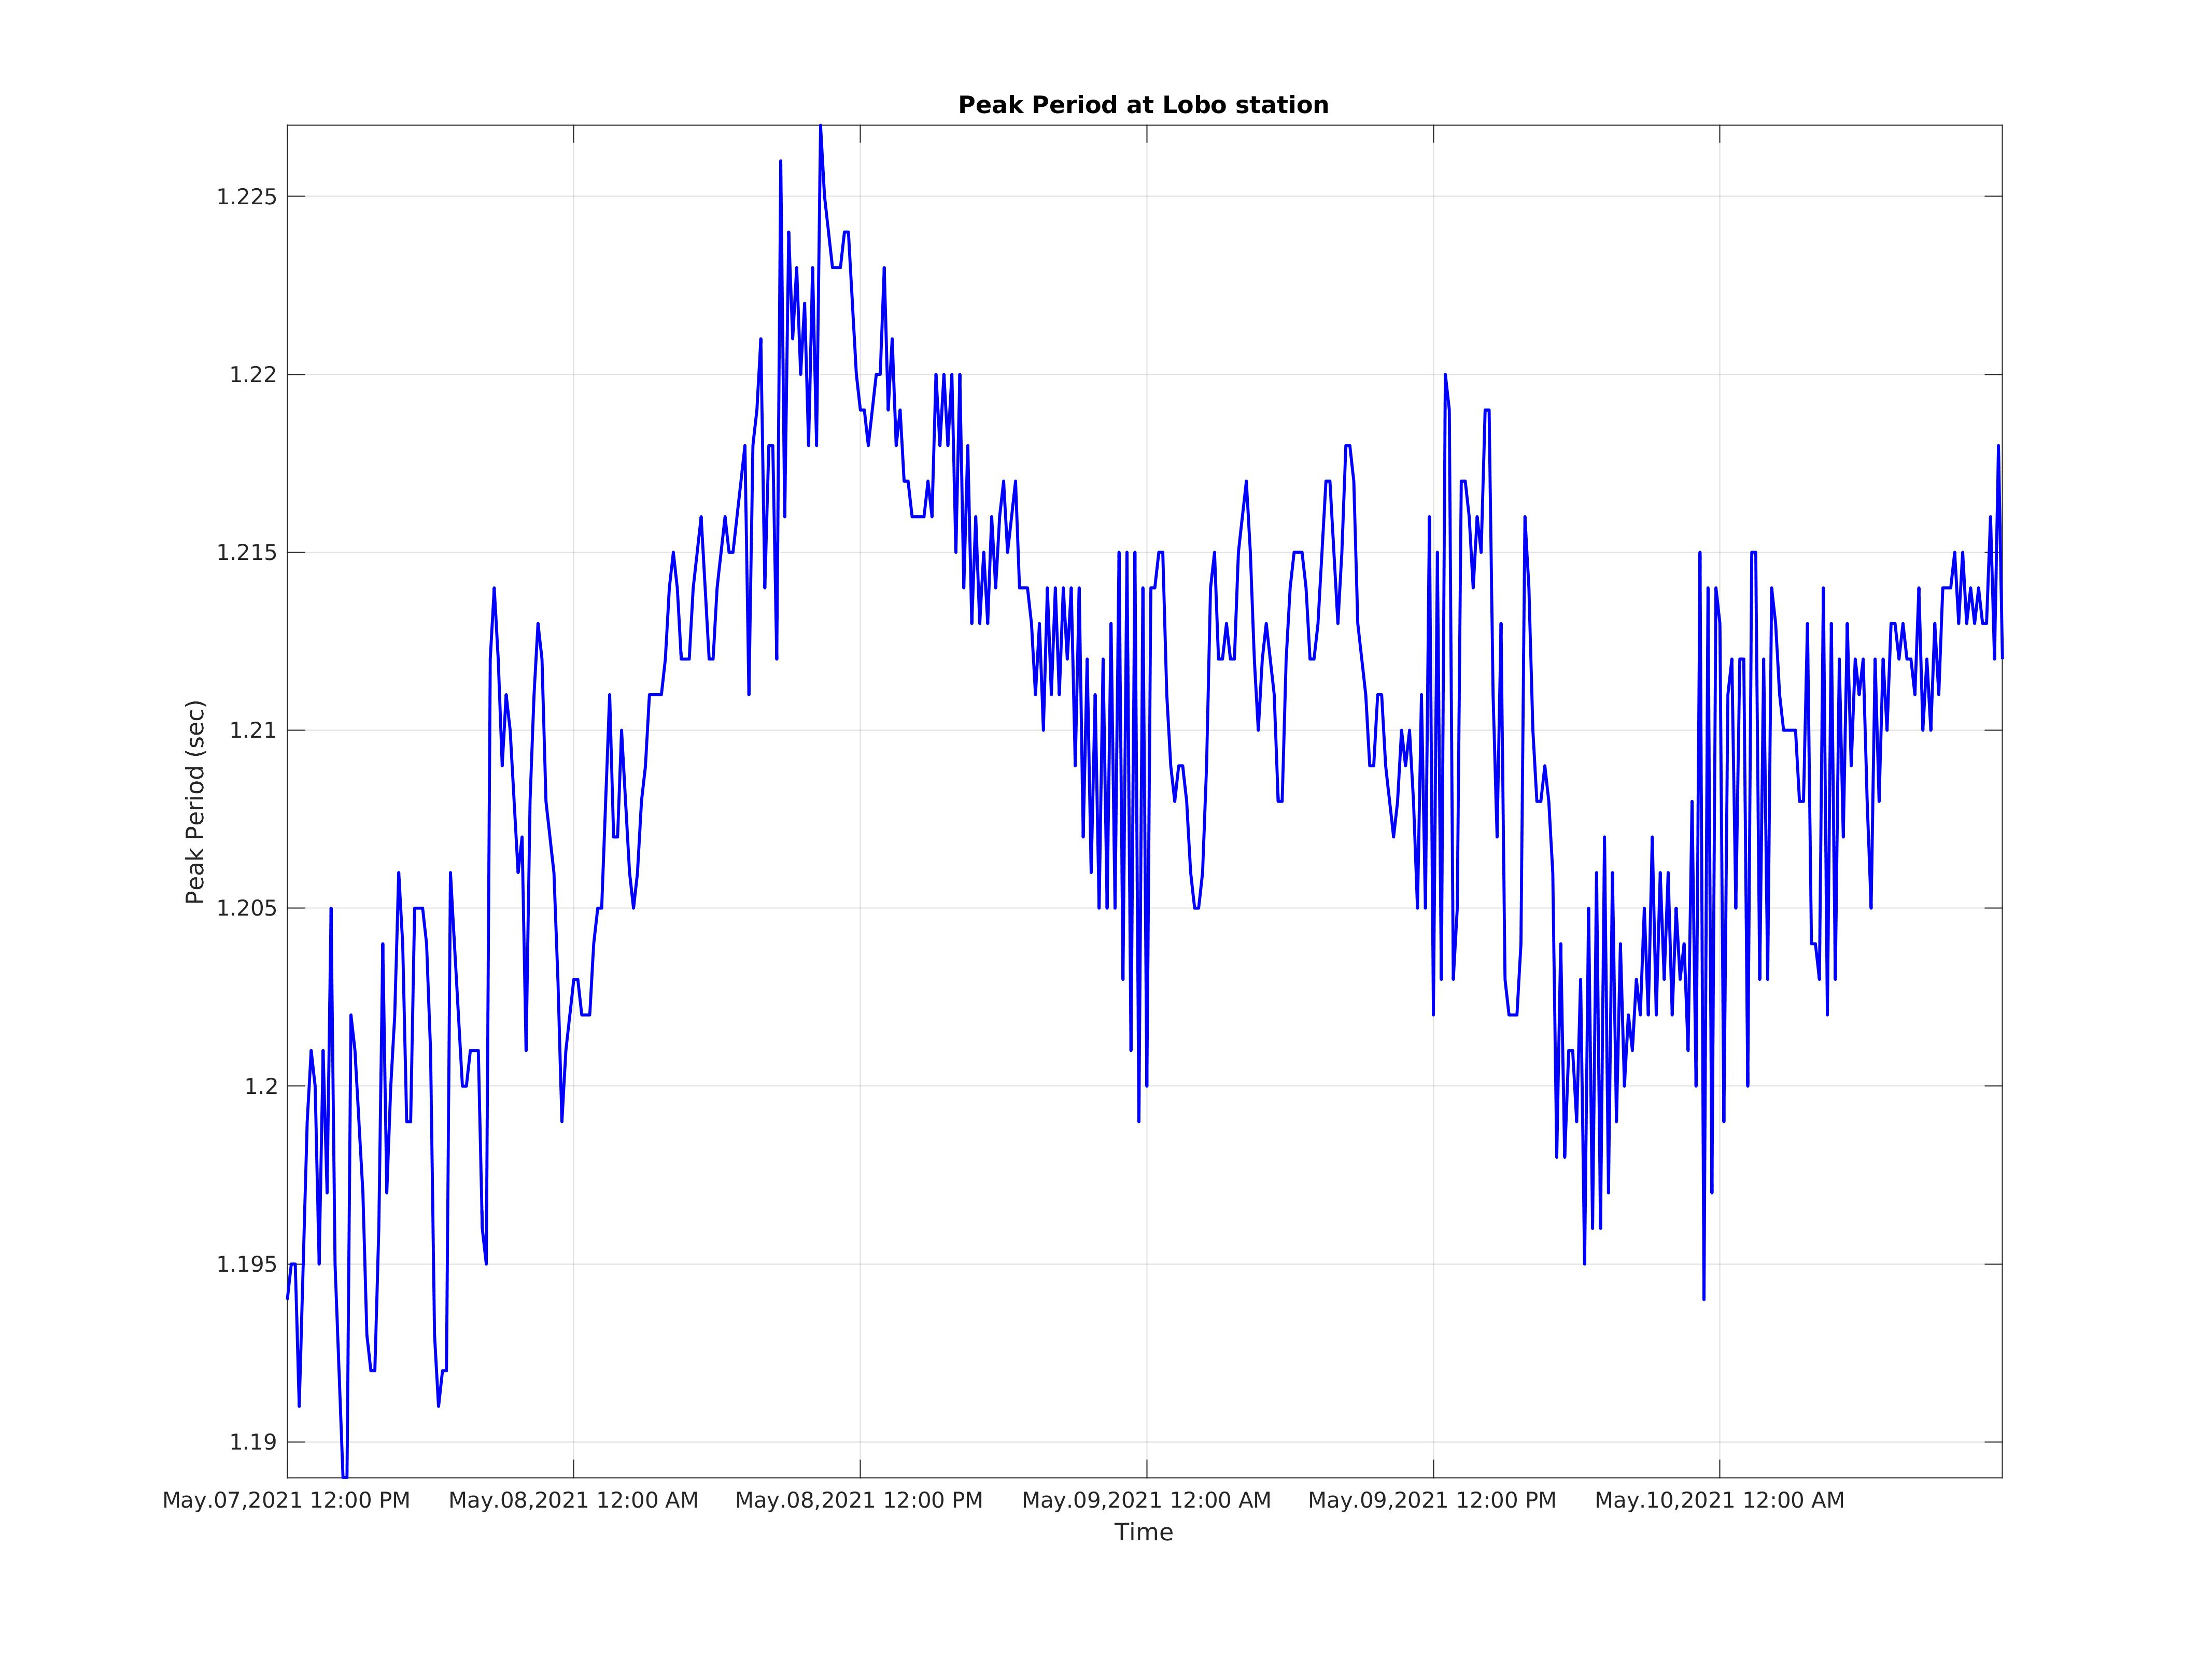 Peak Period at Lobo station
1.225
1.22
1.215
1.21
1.205
1.2
1.195
1.19
Peak Period (sec)
May.07,2021 12:00 PM May.08,2021 12:00 AM May.08,2021 12:00 PM May.09,2021 12:00 AM May.09,2021 12:00 PM May.10,2021 12:00 AM
Time